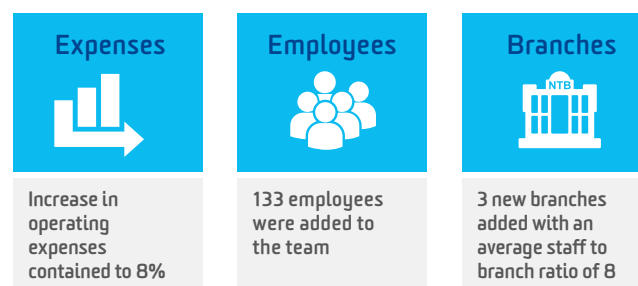 Expenses
Increase in
operating
expenses
contained to 8%
Employees
133 employees
were added to
the team
Branches
NTB
3 new branches
added with an
average staff to
branch ratio of 8